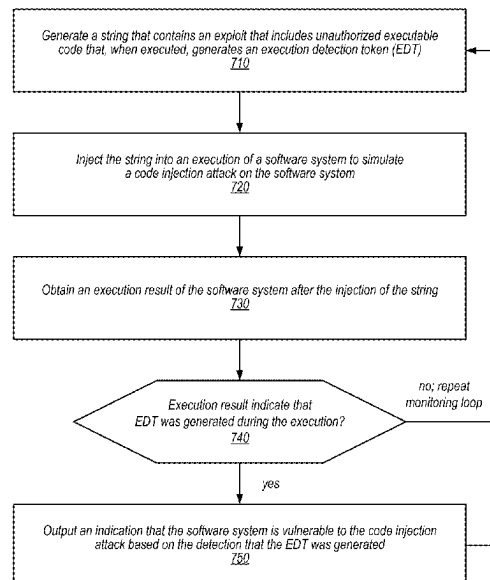 Generate a string that contains an exploit that includes unauthorized executable
code that, when executed, generates an execution detection token (EDT)
710
Inject the string into an execution of a software system to simulate
a code injection attack on the software system
720
Obtain an execution result of the software system after the injection of the string
730
Execution result indicate that
EDT was generated during the execution?
740
no; repeat
monitoring loop
yes
Output an indication that the software system is vulnerable to the code injection
attack based on the detection that the EDT was generated
750